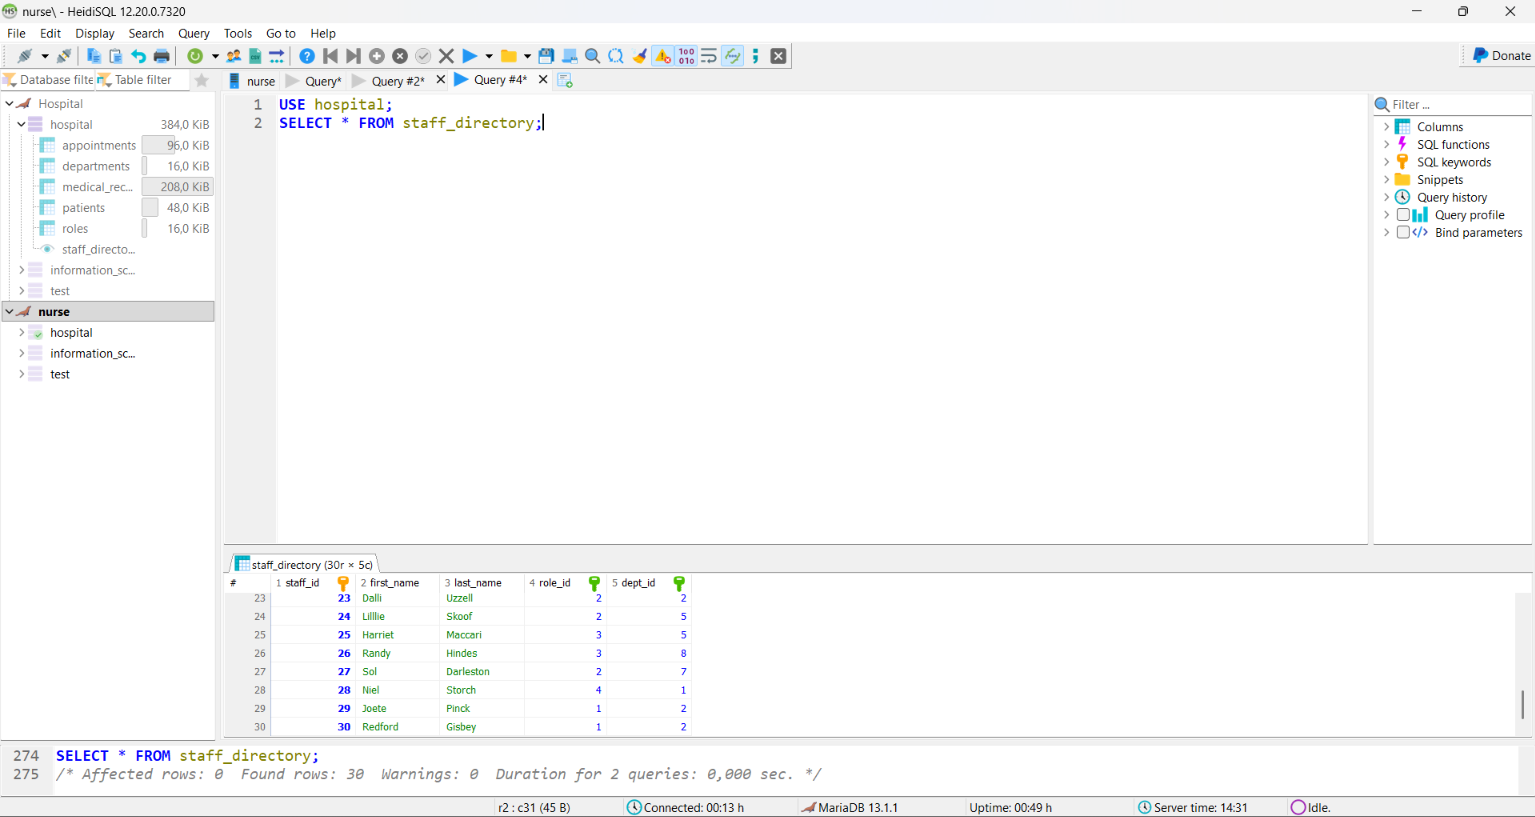 nurse\ - HeidiSQL 12.20.0.7320
File Edit Display Search Query Tools Go to Help
Donate
Database filte Table filter nurse Query* Query #2* Query #4*
Hospital
hospital 384,0 KiB
appointments 96,0 KiB
departments 16,0 KiB
medical_rec... 208,0 KiB
patients 48,0 KiB
roles 16,0 KiB
staff_directo...
information_sc...
test
nurse
hospital
information_sc...
test
1 USE hospital;
2 SELECT * FROM staff_directory;
Filter ...
Columns
SQL functions
SQL keywords
Snippets
Query history
Query profile
Bind parameters
staff_directory (30r × 5c)
# 1 staff_id 2 first_name 3 last_name 4 role_id 5 dept_id
23 23 Dalli Uzzell 2 2
24 24 Lilllie Skoof 2 5
25 25 Harriet Maccari 3 5
26 26 Randy Hindes 3 8
27 27 Sol Darleston 2 7
28 28 Niel Storch 4 1
29 29 Joete Pinck 1 2
30 30 Redford Gisbey 1 2
274 SELECT * FROM staff_directory;
275 /* Affected rows: 0 Found rows: 30 Warnings: 0 Duration for 2 queries: 0,000 sec. */
r2 : c31 (45 B) Connected: 00:13 h MariaDB 13.1.1 Uptime: 00:49 h Server time: 14:31 Idle.